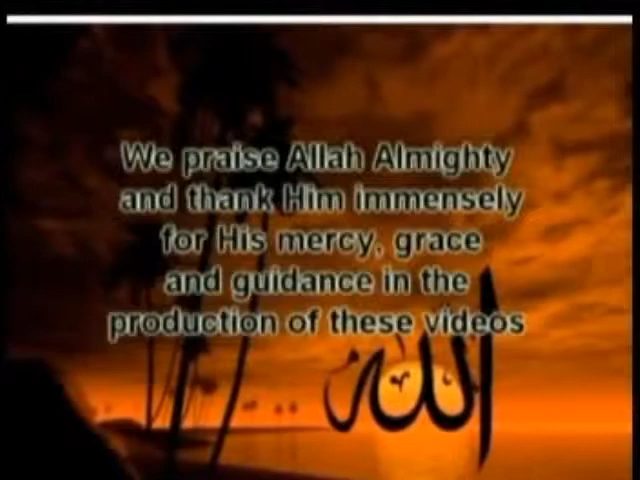 We praise Allah Almighty
and thank Him immensely
for His mercy, grace
and guidance in the
production of these videos
الله